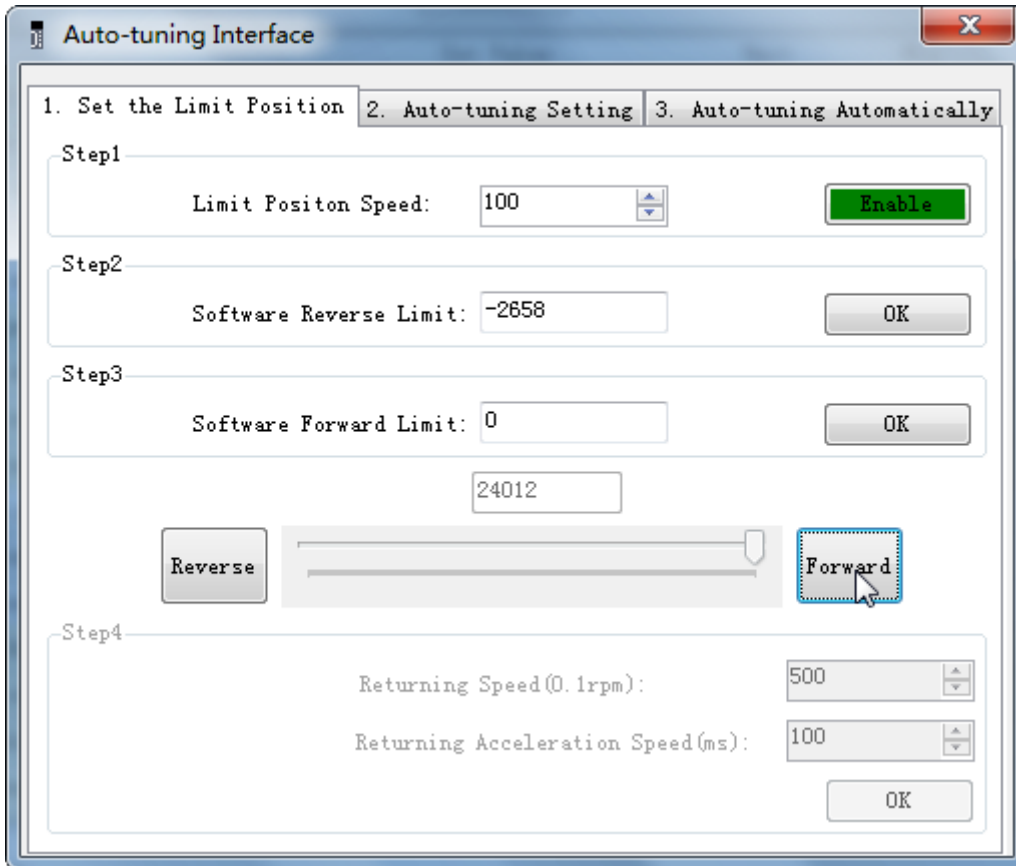 Auto-tuning Interface
1. Set the Limit Position 2. Auto-tuning Setting 3. Auto-tuning Automatically
Step1
Limit Positon Speed: 100 Enable
Step2
Software Reverse Limit: -2658 OK
Step3
Software Forward Limit: 0 OK
24012
Reverse Forward
Step4
Returning Speed(0.1rpm): 500
Returning Acceleration Speed(ms): 100
OK